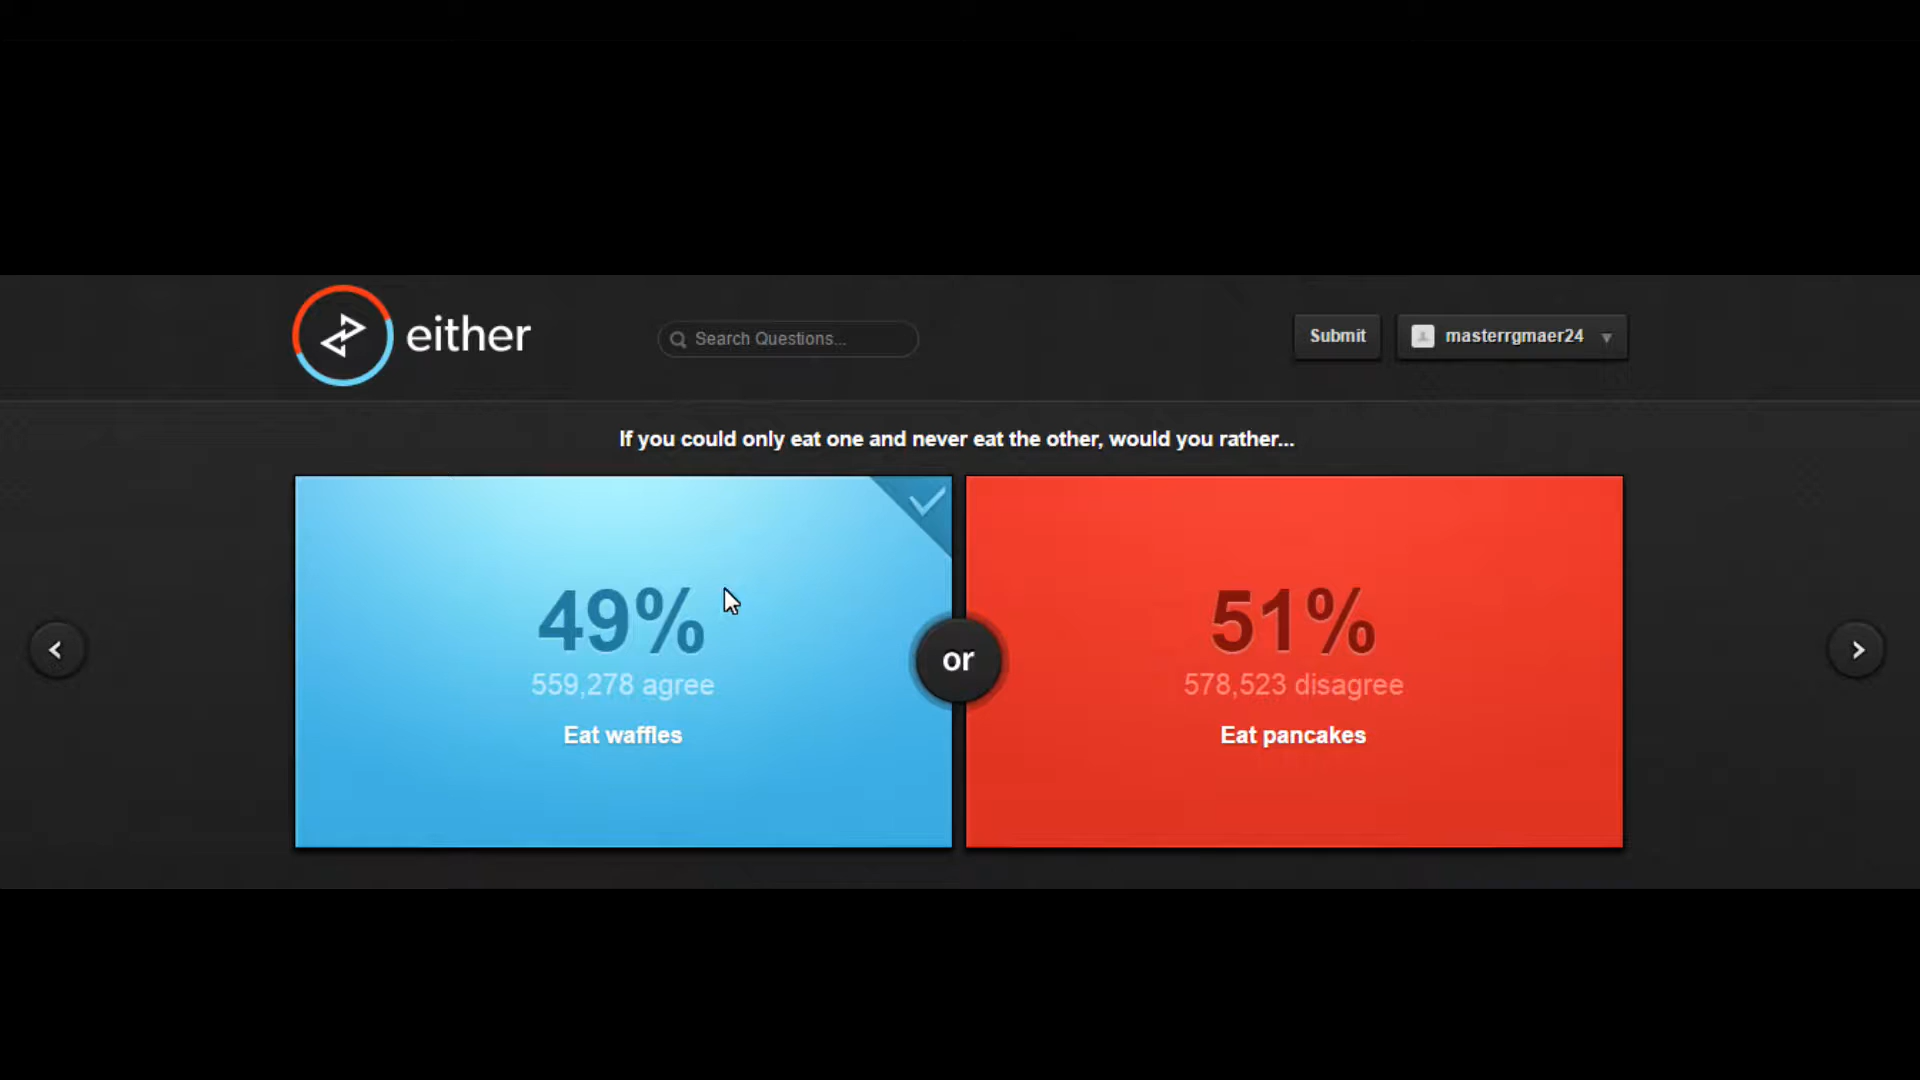 either
Search Questions...
Submit
masterrgmaer24
If you could only eat one and never eat the other, would you rather...
49%
559,278 agree
Eat waffles
or
51%
578,523 disagree
Eat pancakes